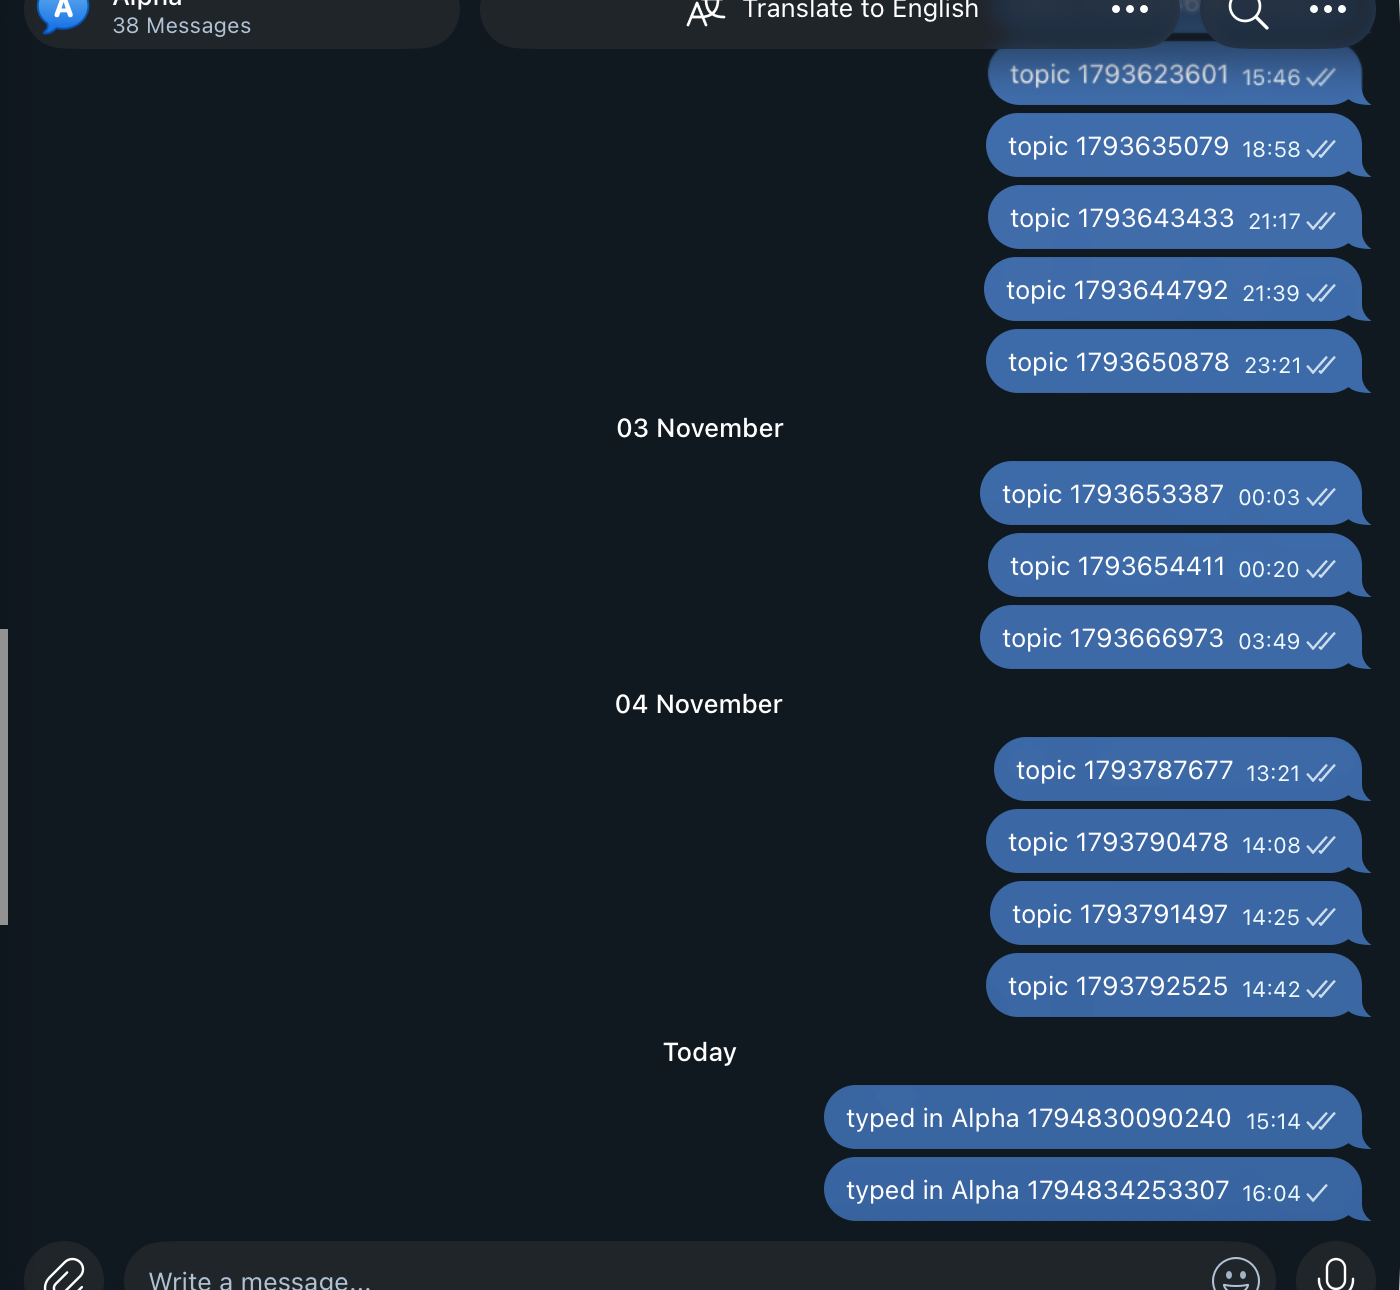 Alpha
38 Messages
Translate to English
topic 1793623601 15:46
topic 1793635079 18:58
topic 1793643433 21:17
topic 1793644792 21:39
topic 1793650878 23:21
03 November
topic 1793653387 00:03
topic 1793654411 00:20
topic 1793666973 03:49
04 November
topic 1793787677 13:21
topic 1793790478 14:08
topic 1793791497 14:25
topic 1793792525 14:42
Today
typed in Alpha 1794830090240 15:14
typed in Alpha 1794834253307 16:04
Write a message...